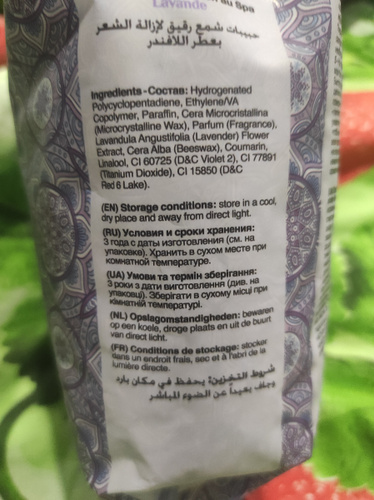 Lavande
au Spa
حبيبات شمع رقيق لإزالة الشعر
بعطر اللافندر
Ingredients - Состав: Hydrogenated
Polycyclopentadiene, Ethylene/VA
Copolymer, Paraffin, Cera Microcristallina
(Microcrystalline Wax), Parfum (Fragrance),
Lavandula Angustifolia (Lavender) Flower
Extract, Cera Alba (Beeswax), Coumarin,
Linalool, CI 60725 (D&C Violet 2), CI 77891
(Titanium Dioxide), CI 15850 (D&C
Red 6 Lake).
(EN) Storage conditions: store in a cool,
dry place and away from direct light.
(RU) Условия и сроки хранения:
3 года с даты изготовления (см. на
упаковке). Хранить в сухом месте при
комнатной температуре.
(UA) Умови та термін зберігання:
3 роки з дати виготовлення (див. на
упаковці). Зберігати в сухому місці при
кімнатній температурі.
(NL) Opslagomstandigheden: bewaren
op een koele, droge plaats en uit de buurt
van direct licht.
(FR) Conditions de stockage: stocker
dans un endroit frais, sec et à l'abri de la
lumière directe.
شروط التخزين: يحفظ في مكان بارد
وجاف بعيداً عن الضوء المباشر